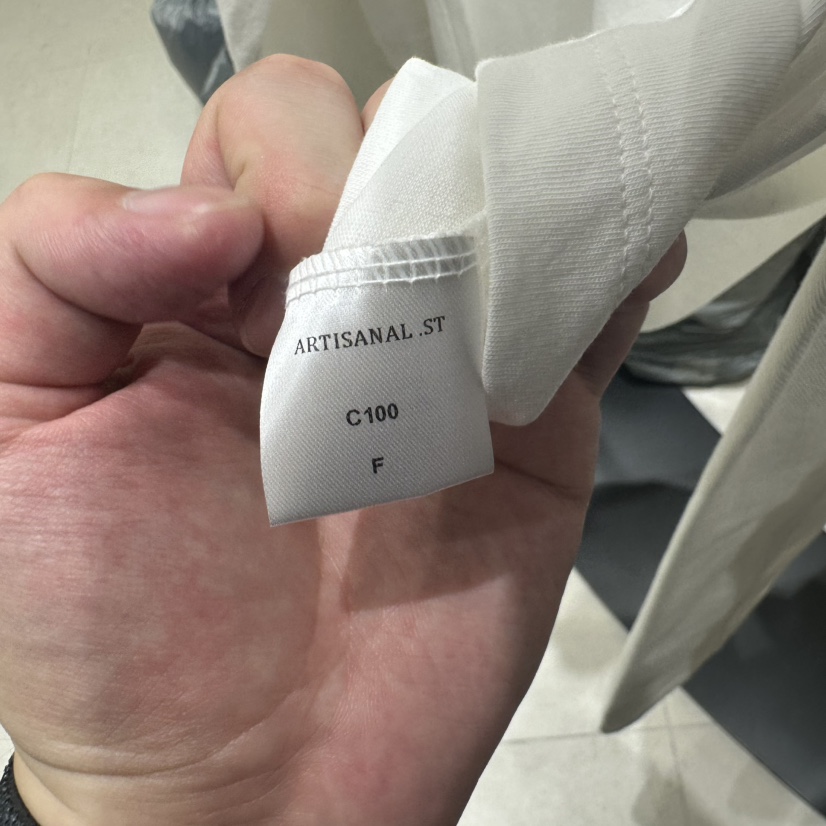 ARTISANAL .ST
C100
F